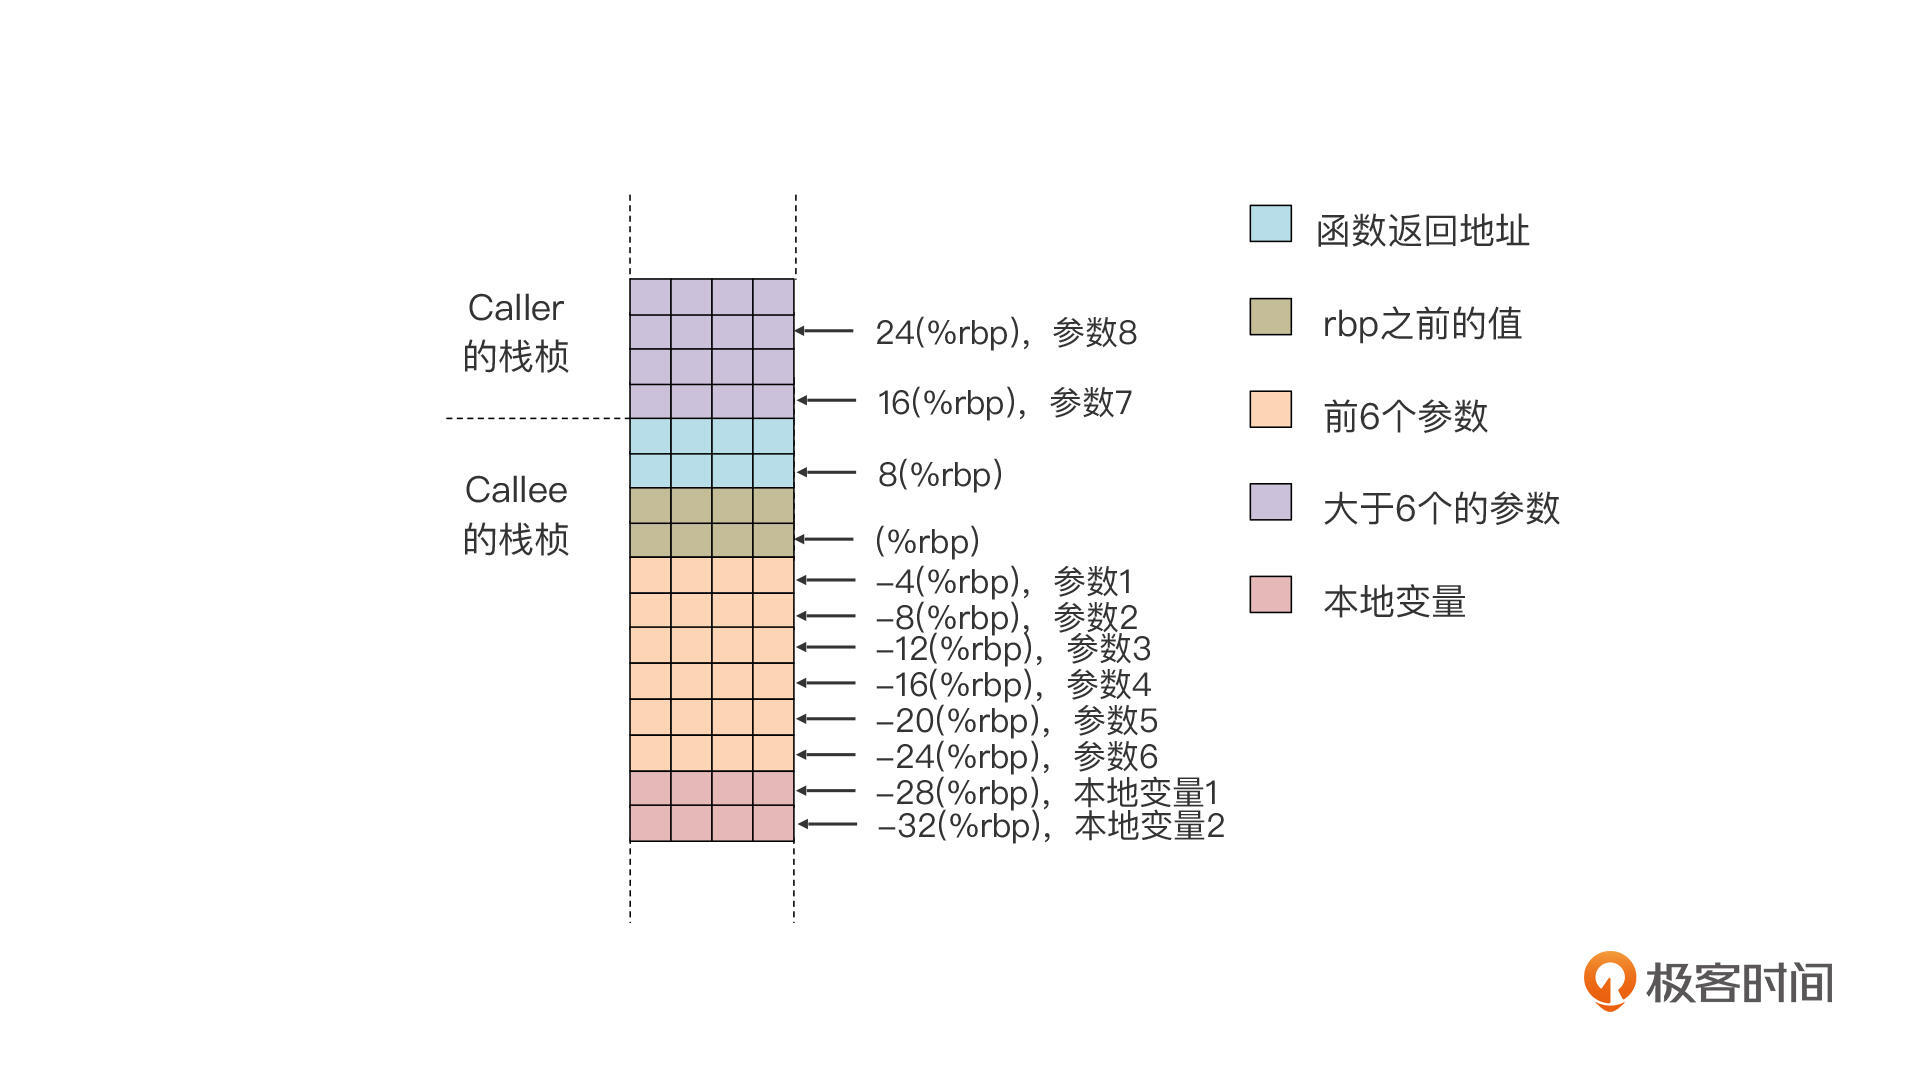 Caller
的栈桢
Callee
的栈桢
24(%rbp)，参数8
16(%rbp)，参数7
8(%rbp)
(%rbp)
–4(%rbp)，参数1
–8(%rbp)，参数2
–12(%rbp)，参数3
–16(%rbp)，参数4
–20(%rbp)，参数5
–24(%rbp)，参数6
–28(%rbp)，本地变量1
–32(%rbp)，本地变量2
函数返回地址
rbp之前的值
前6个参数
大于6个的参数
本地变量
极客时间